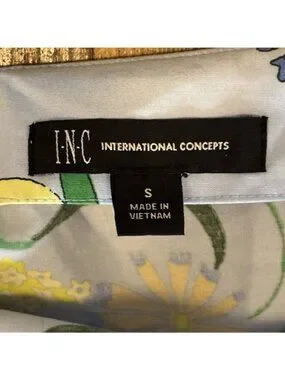 I·N·C INTERNATIONAL CONCEPTS
S
MADE IN
VIETNAM